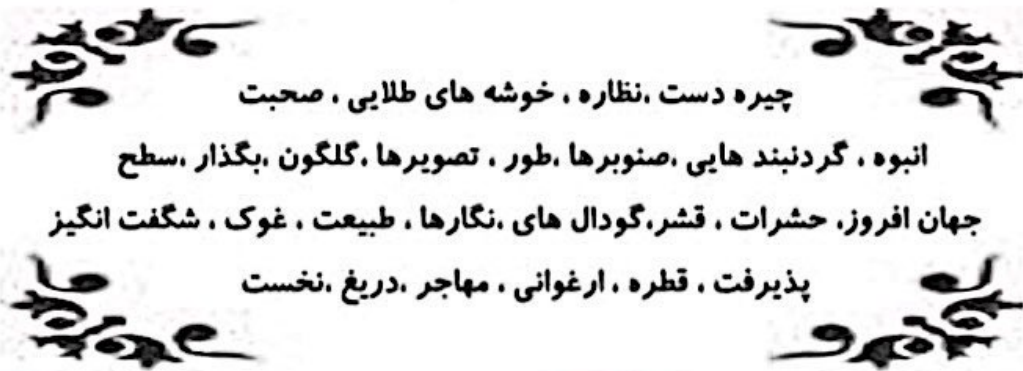 چیره دست ،نظاره ، خوشه های طلایی ، صحبت
انبوه ، گردنبند هایی ،صنوبرها ،طور ، تصویرها ،گلگون ،بگذار ،سطح
جهان افروز، حشرات ، قشر،گودال های ،نگارها ، طبیعت ، غوک ، شگفت انگیز
پذیرفت ، قطره ، ارغوانی ، مهاجر ،دریغ ،نخست